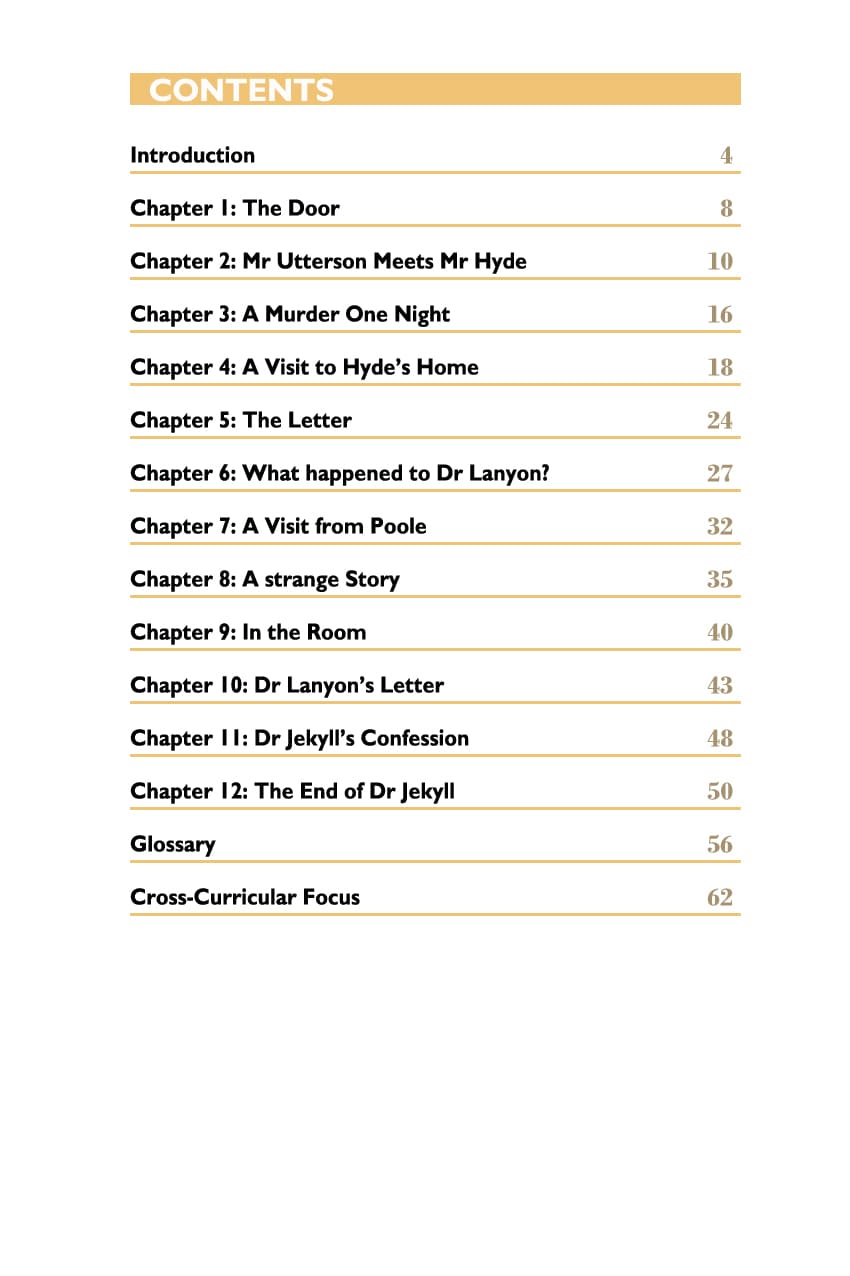 CONTENTS
Introduction 4
Chapter 1: The Door 8
Chapter 2: Mr Utterson Meets Mr Hyde 10
Chapter 3: A Murder One Night 16
Chapter 4: A Visit to Hyde’s Home 18
Chapter 5: The Letter 24
Chapter 6: What happened to Dr Lanyon? 27
Chapter 7: A Visit from Poole 32
Chapter 8: A strange Story 35
Chapter 9: In the Room 40
Chapter 10: Dr Lanyon’s Letter 43
Chapter 11: Dr Jekyll’s Confession 48
Chapter 12: The End of Dr Jekyll 50
Glossary 56
Cross-Curricular Focus 62